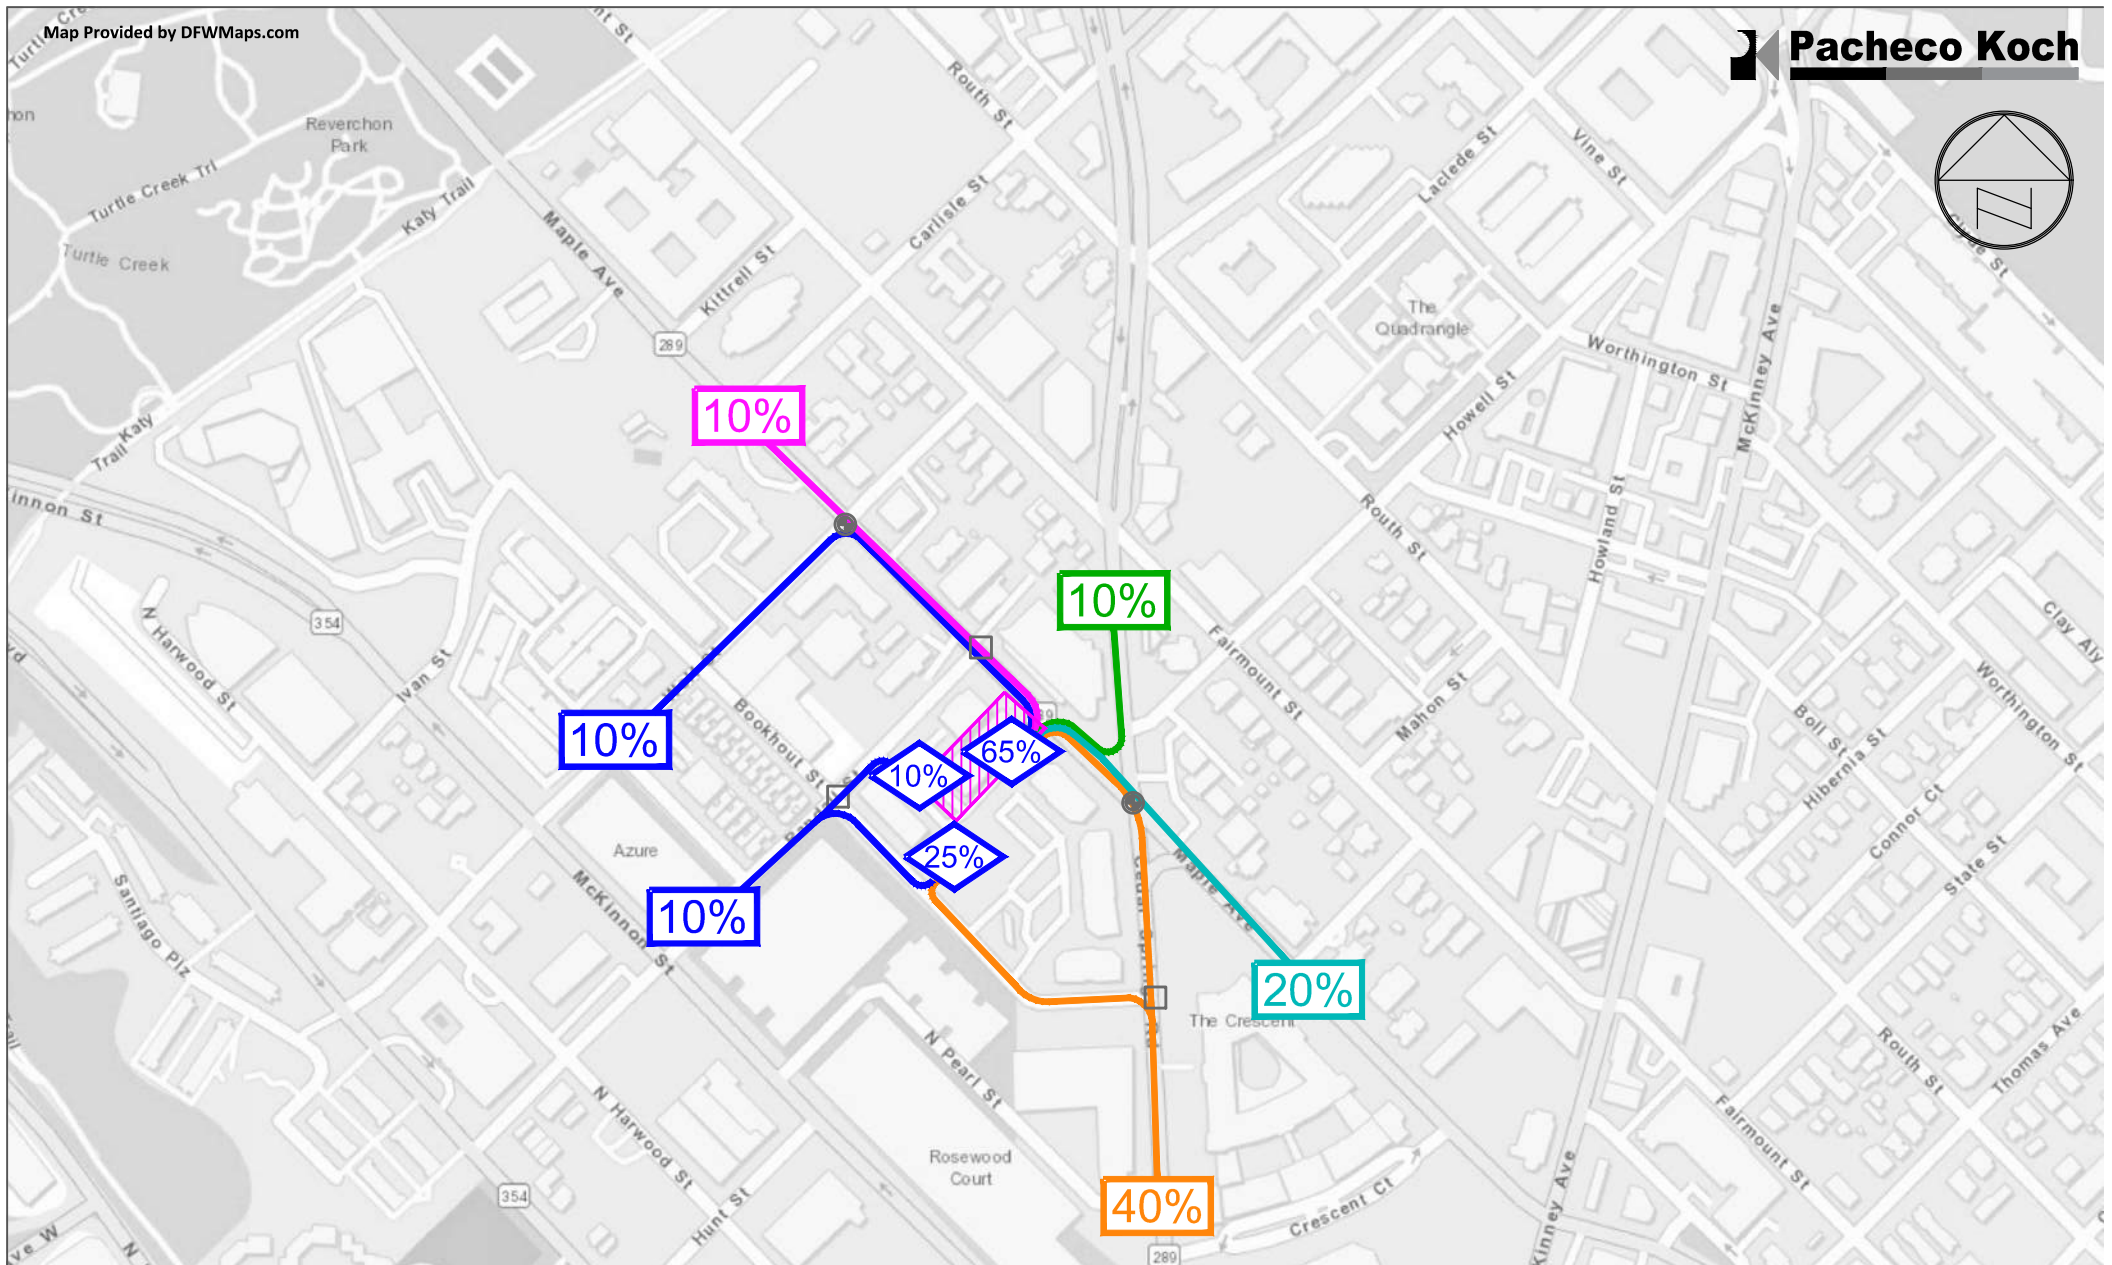 Map Provided by DFWMaps.com
Pacheco Koch
Routh St
Reverchon
Park
Turtle Creek Trl
Katy Trail
Turtle Creek
Maple Ave
Kittrell St
Carlisle St
Laclede St
Vine St
Clyde St
289
The
Quadrangle
Worthington St
McKinney Ave
Howell St
10%
Katy
Trail
Routh St
Howland St
354
N Harwood St
Ivan St
10%
Fairmount St
Mahon St
Clay Aly
Worthington St
Boll St
Hibernia St
Connor Ct
State St
Bookhout St
10%
65%
10%
25%
Azure
10%
McKinnon St
Santiago Plz
Maple Ave
20%
The Crescent
Rd
N Pearl St
N Harwood St
Routh St
Thomas Ave
Fairmount St
Rosewood
Court
354
Hunt St
40%
Crescent Ct
289
Kinney Ave
ve W